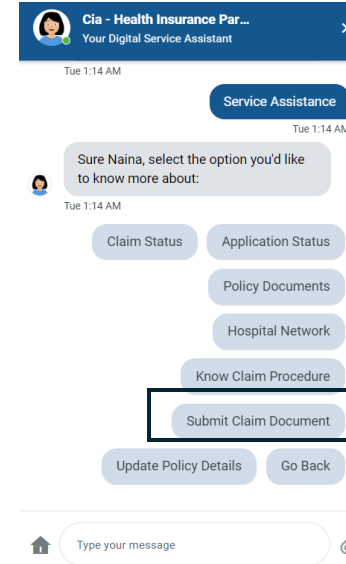 Cia - Health Insurance Par...
Your Digital Service Assistant
Tue 1:14 AM
Service Assistance
Tue 1:14 AM
Sure Naina, select the option you'd like
to know more about:
Tue 1:14 AM
Claim Status
Application Status
Policy Documents
Hospital Network
Know Claim Procedure
Submit Claim Document
Update Policy Details
Go Back
Type your message